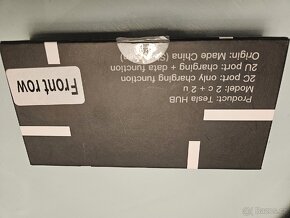 Product: Tesla HUB
Model: 2 c + 2 u
2C port: only charging function
2U port: charging + data function
Origin: Made China
Front row